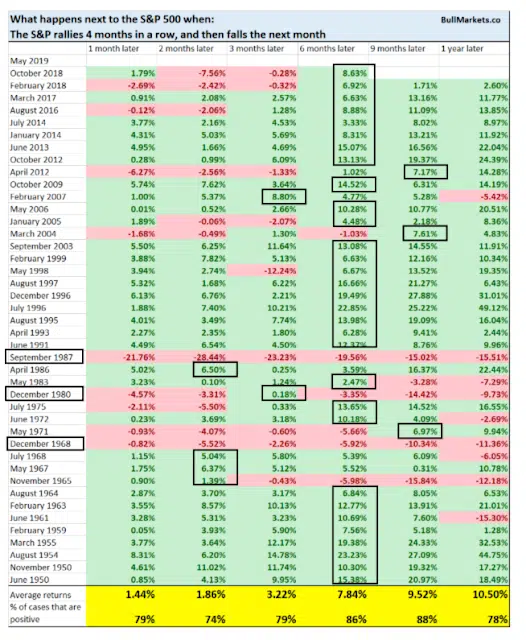 What happens next to the S&P 500 when: BullMarkets.co
The S&P rallies 4 months in a row, and then falls the next month
1 month later 2 months later 3 months later 6 months later 9 months later 1 year later
May 2019
October 2018 1.79% -7.56% -0.28% 8.63%
February 2018 -2.69% -2.42% -0.32% 6.92% 1.71% 2.60%
March 2017 0.91% 2.08% 2.57% 6.63% 13.16% 11.77%
August 2016 -0.12% -2.06% 1.28% 8.88% 11.09% 13.85%
July 2014 3.77% 2.16% 4.53% 3.33% 8.02% 8.97%
January 2014 4.31% 5.03% 5.69% 8.31% 13.21% 11.92%
June 2013 4.95% 1.66% 4.69% 15.07% 16.56% 22.04%
October 2012 0.28% 0.99% 6.09% 13.13% 19.37% 24.39%
April 2012 -6.27% -2.56% -1.33% 1.02% 7.17% 14.28%
October 2009 5.74% 7.62% 3.64% 14.52% 6.31% 14.19%
February 2007 1.00% 5.37% 8.80% 4.77% 5.28% -5.42%
May 2006 0.01% 0.52% 2.66% 10.28% 10.77% 20.51%
January 2005 1.89% -0.06% -2.07% 4.48% 2.18% 8.36%
March 2004 -1.68% -0.49% 1.30% -1.03% 7.61% 4.83%
September 2003 5.50% 6.25% 11.64% 13.08% 14.55% 11.91%
February 1999 3.88% 7.82% 5.13% 6.63% 12.16% 10.34%
May 1998 3.94% 2.74% -12.24% 6.67% 13.52% 19.35%
August 1997 5.32% 1.68% 6.22% 16.66% 21.27% 6.43%
December 1996 6.13% 6.76% 2.21% 19.49% 27.88% 31.01%
July 1996 1.88% 7.40% 10.21% 22.85% 25.22% 49.12%
August 1995 4.01% 3.49% 7.74% 13.98% 19.09% 16.04%
April 1993 2.27% 2.35% 1.80% 6.28% 9.41% 2.44%
June 1991 4.49% 6.54% 4.50% 12.37% 8.76% 9.96%
September 1987 -21.76% -28.44% -23.23% -19.56% -15.02% -15.51%
April 1986 5.02% 6.50% 0.25% 3.59% 16.37% 22.44%
May 1983 3.23% 0.10% 1.24% 2.47% -3.28% -7.29%
December 1980 -4.57% -3.31% 0.18% -3.35% -14.42% -9.73%
July 1975 -2.11% -5.50% 0.33% 13.65% 14.52% 16.55%
June 1972 0.23% 3.69% 3.18% 10.18% 4.09% -2.69%
May 1971 -0.93% -4.07% -0.60% -5.66% 6.97% 9.94%
December 1968 -0.82% -5.52% -2.26% -5.92% -10.34% -11.36%
July 1968 1.15% 5.04% 5.80% 5.39% 6.09% -6.05%
May 1967 1.75% 6.37% 5.12% 5.52% 0.31% 10.78%
November 1965 0.90% 1.39% -0.43% -5.98% -15.84% -12.18%
August 1964 2.87% 3.70% 3.17% 6.84% 8.05% 6.53%
February 1963 3.55% 8.57% 10.13% 12.77% 13.91% 21.01%
June 1961 3.28% 5.31% 3.23% 10.69% 7.60% -15.30%
February 1959 0.05% 3.93% 5.90% 7.56% 5.18% 1.28%
March 1955 3.77% 3.64% 12.17% 19.38% 24.33% 32.53%
August 1954 8.31% 6.20% 14.78% 23.23% 27.09% 44.75%
November 1950 4.61% 11.02% 11.74% 10.30% 19.32% 17.27%
June 1950 0.85% 4.13% 9.95% 15.38% 20.97% 18.49%
Average returns 1.44% 1.86% 3.22% 7.84% 9.52% 10.50%
% of cases that are
positive 79% 74% 79% 86% 88% 78%